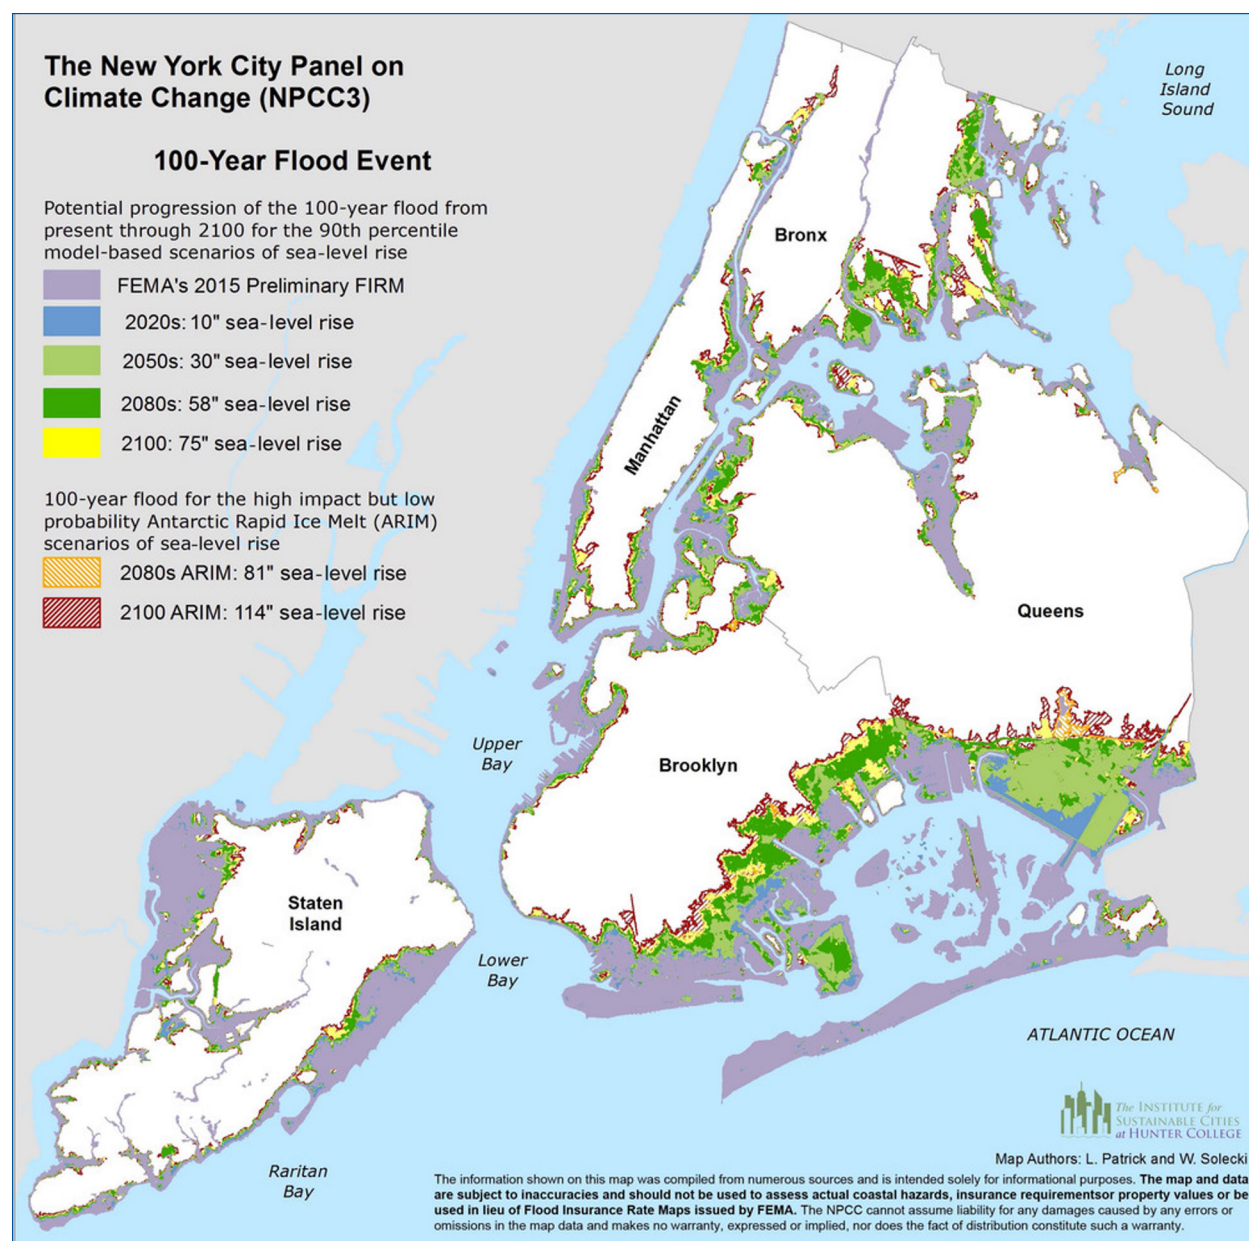 The New York City Panel on
Climate Change (NPCC3)
100-Year Flood Event
Potential progression of the 100-year flood from
present through 2100 for the 90th percentile
model-based scenarios of sea-level rise
FEMA's 2015 Preliminary FIRM
2020s: 10" sea-level rise
2050s: 30" sea-level rise
2080s: 58" sea-level rise
2100: 75" sea-level rise
100-year flood for the high impact but low
probability Antarctic Rapid Ice Melt (ARIM)
scenarios of sea-level rise
2080s ARIM: 81" sea-level rise
2100 ARIM: 114" sea-level rise
Long
Island
Sound
Bronx
Manhattan
Queens
Upper
Bay
Brooklyn
Staten
Island
Lower
Bay
ATLANTIC OCEAN
Raritan
Bay
The INSTITUTE for
SUSTAINABLE CITIES
at HUNTER COLLEGE
Map Authors: L. Patrick and W. Solecki
The information shown on this map was compiled from numerous sources and is intended solely for informational purposes. The map and data
are subject to inaccuracies and should not be used to assess actual coastal hazards, insurance requirementsor property values or be
used in lieu of Flood Insurance Rate Maps issued by FEMA. The NPCC cannot assume liability for any damages caused by any errors or
omissions in the map data and makes no warranty, expressed or implied, nor does the fact of distribution constitute such a warranty.